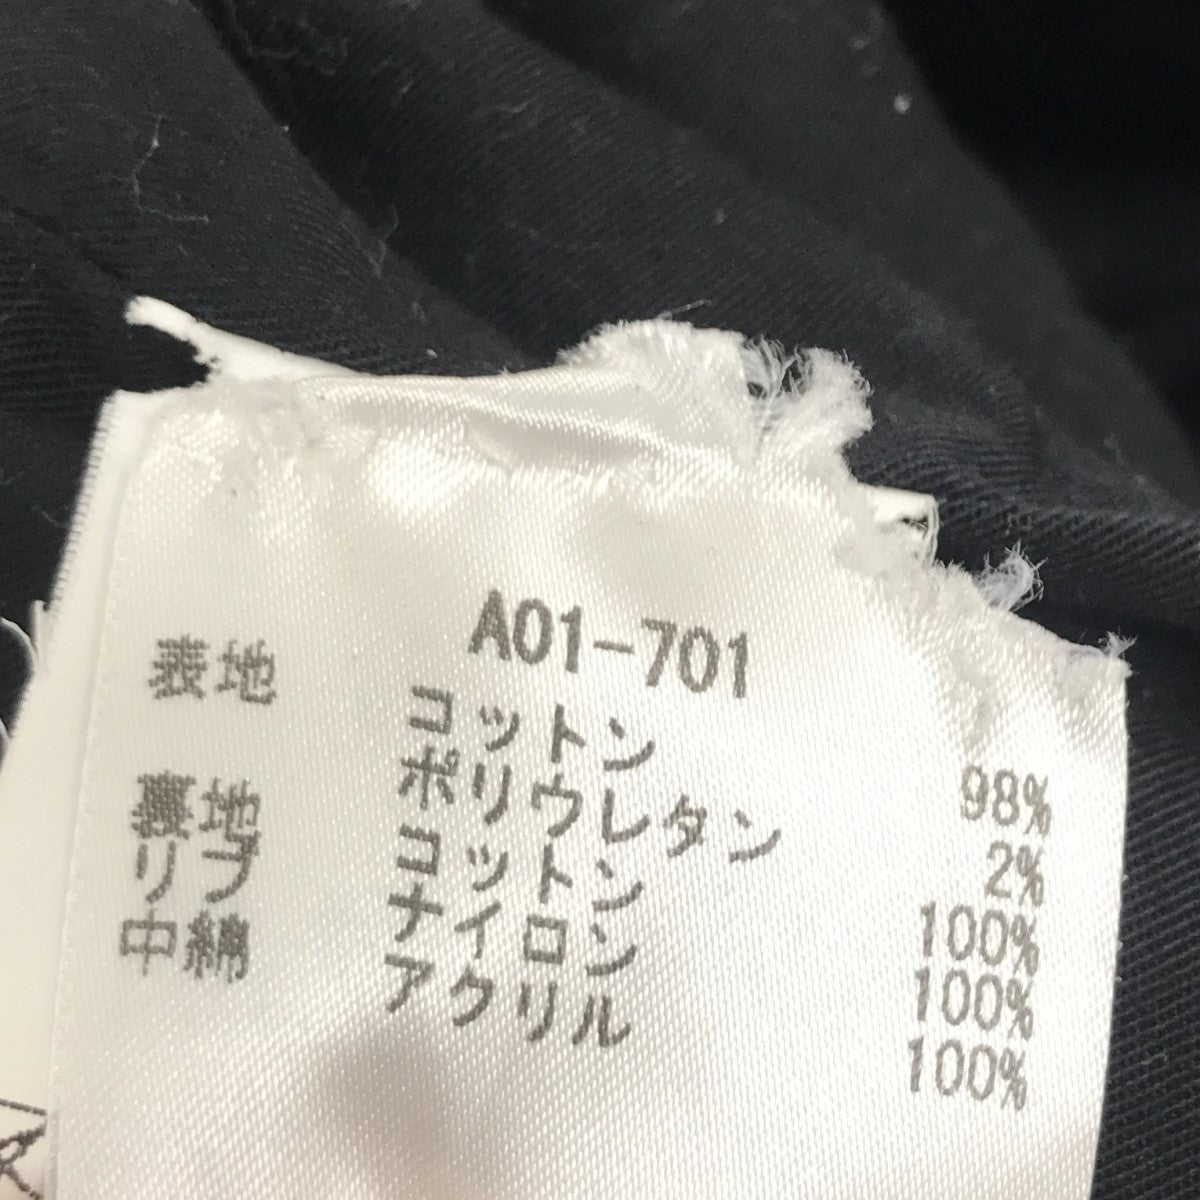 A01-701
表地 コットン 98%
ポリウレタン 2%
裏地 コットン 100%
リブ ナイロン 100%
中綿 アクリル 100%